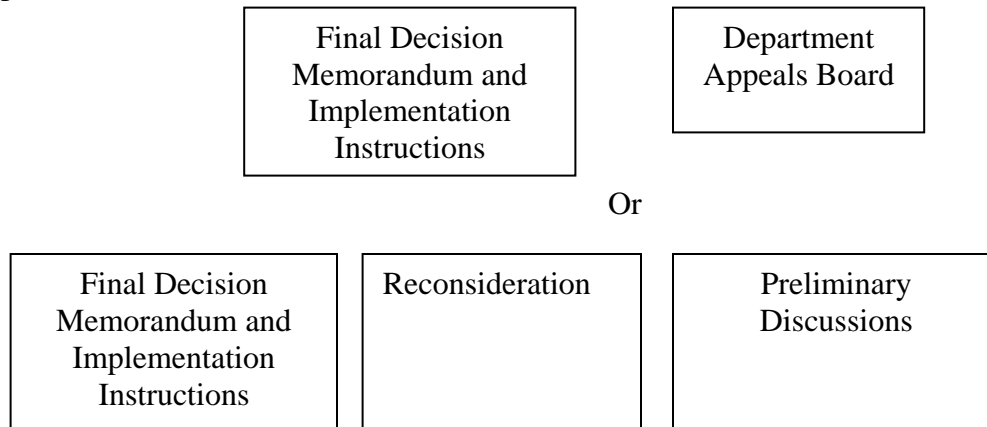 Final Decision
Memorandum and
Implementation
Instructions
Department
Appeals Board
Or
Final Decision
Memorandum and
Implementation
Instructions
Reconsideration
Preliminary
Discussions